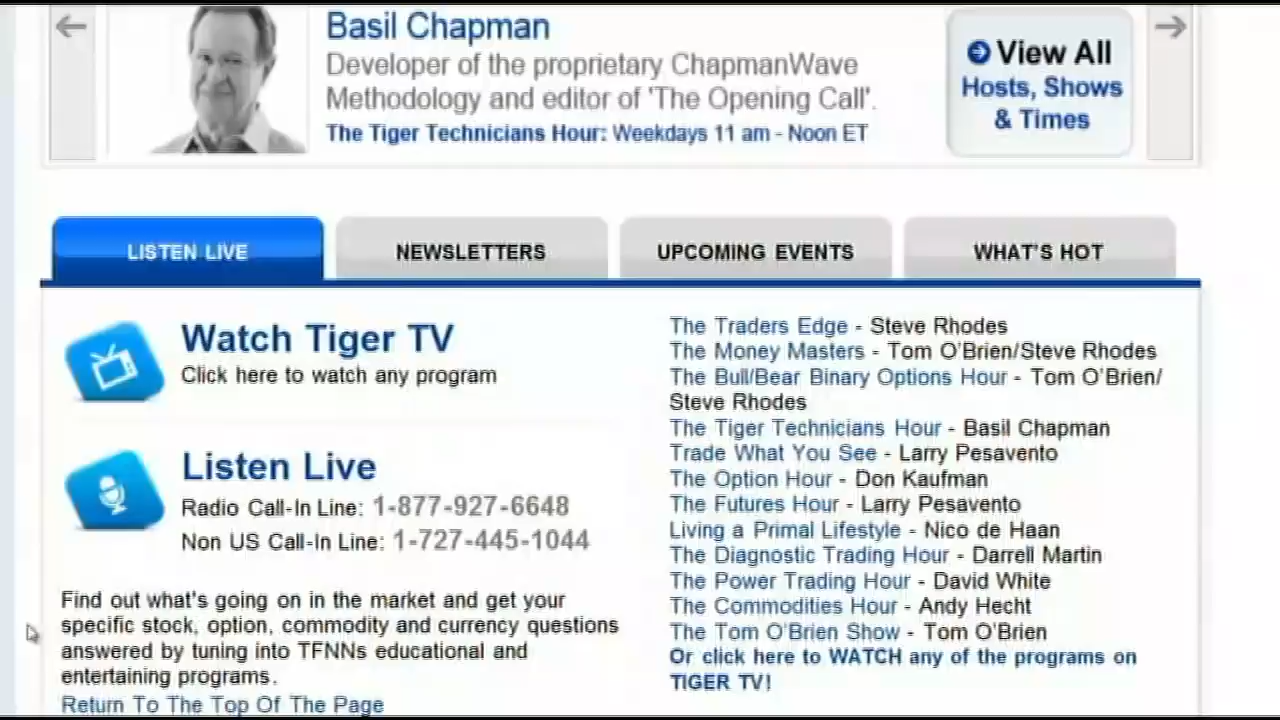 Basil Chapman
Developer of the proprietary ChapmanWave
Methodology and editor of 'The Opening Call'.
The Tiger Technicians Hour: Weekdays 11 am - Noon ET
View All
Hosts, Shows
& Times
LISTEN LIVE
NEWSLETTERS
UPCOMING EVENTS
WHAT'S HOT
Watch Tiger TV
Click here to watch any program
Listen Live
Radio Call-In Line: 1-877-927-6648
Non US Call-In Line: 1-727-445-1044
Find out what's going on in the market and get your
specific stock, option, commodity and currency questions
answered by tuning into TFNNs educational and
entertaining programs.
Return To The Top Of The Page
The Traders Edge - Steve Rhodes
The Money Masters - Tom O'Brien/Steve Rhodes
The Bull/Bear Binary Options Hour - Tom O'Brien/
Steve Rhodes
The Tiger Technicians Hour - Basil Chapman
Trade What You See - Larry Pesavento
The Option Hour - Don Kaufman
The Futures Hour - Larry Pesavento
Living a Primal Lifestyle - Nico de Haan
The Diagnostic Trading Hour - Darrell Martin
The Power Trading Hour - David White
The Commodities Hour - Andy Hecht
The Tom O'Brien Show - Tom O'Brien
Or click here to WATCH any of the programs on
TIGER TV!